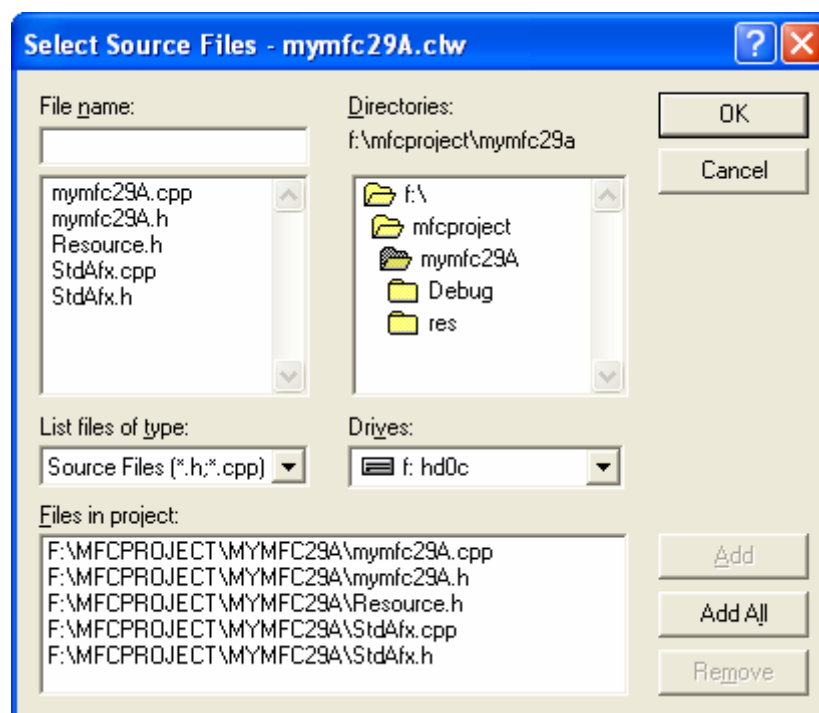 Select Source Files - mymfc29A.clw
File name:
mymfc29A.cpp
mymfc29A.h
Resource.h
StdAfx.cpp
StdAfx.h
List files of type:
Source Files (*.h;*.cpp)
Directories:
f:\mfcproject\mymfc29a
f:\
mfcproject
mymfc29A
Debug
res
Drives:
f: hd0c
OK
Cancel
Files in project:
F:\MFCPROJECT\MYMFC29A\mymfc29A.cpp
F:\MFCPROJECT\MYMFC29A\mymfc29A.h
F:\MFCPROJECT\MYMFC29A\Resource.h
F:\MFCPROJECT\MYMFC29A\StdAfx.cpp
F:\MFCPROJECT\MYMFC29A\StdAfx.h
Add
Add All
Remove